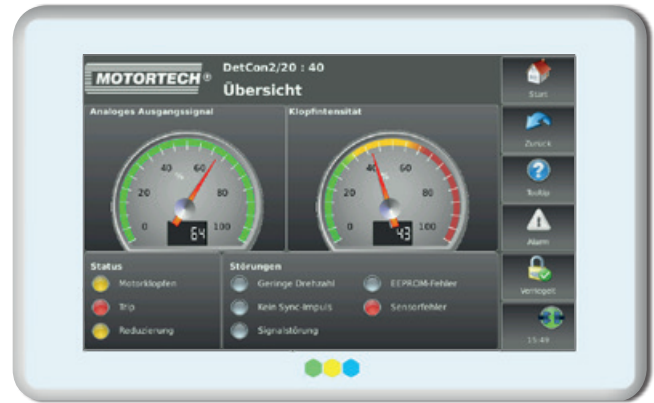 MOTORTECH®
DetCon2/20 : 40
Übersicht
Analoges Ausgangssignal
0
20
40
60
80
100
%
64
Klopfintensität
0
20
40
60
80
100
%
43
Status
Motorklopfen
Trip
Reduzierung
Störungen
Geringe Drehzahl
Kein Sync-Impuls
Signalstörung
EEPROM-Fehler
Sensorfehler
Start
Zurück
Tooltip
Alarm
Verriegelt
15:49